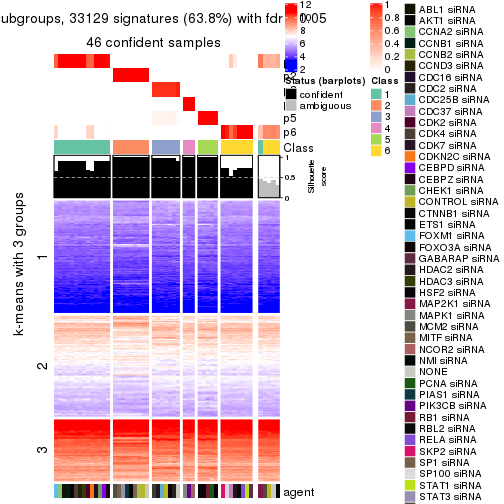 ubgroups, 33129 signatures (63.8%) with fdr 0.05
46 confident samples
p5
p6
Class
1
0.5
0
Silhouette
score
k-means with 3 groups
1
2
3
agent
12
10
8
6
4
2
Status (barplots)
confident
ambiguous
1
0.8
0.6
0.4
0.2
0
Class
1
2
3
4
5
6
ABL1 siRNA
AKT1 siRNA
CCNA2 siRNA
CCNB1 siRNA
CCNB2 siRNA
CCND3 siRNA
CDC16 siRNA
CDC2 siRNA
CDC25B siRNA
CDC37 siRNA
CDK2 siRNA
CDK4 siRNA
CDK7 siRNA
CDKN2C siRNA
CEBPD siRNA
CEBPZ siRNA
CHEK1 siRNA
CONTROL siRNA
CTNNB1 siRNA
ETS1 siRNA
FOXM1 siRNA
FOXO3A siRNA
GABARAP siRNA
HDAC2 siRNA
HDAC3 siRNA
HSF2 siRNA
MAP2K1 siRNA
MAPK1 siRNA
MCM2 siRNA
MITF siRNA
NCOR2 siRNA
NMI siRNA
NONE
PCNA siRNA
PIAS1 siRNA
PIK3CB siRNA
RB1 siRNA
RBL2 siRNA
RELA siRNA
SKP2 siRNA
SP1 siRNA
SP100 siRNA
STAT1 siRNA
STAT3 siRNA